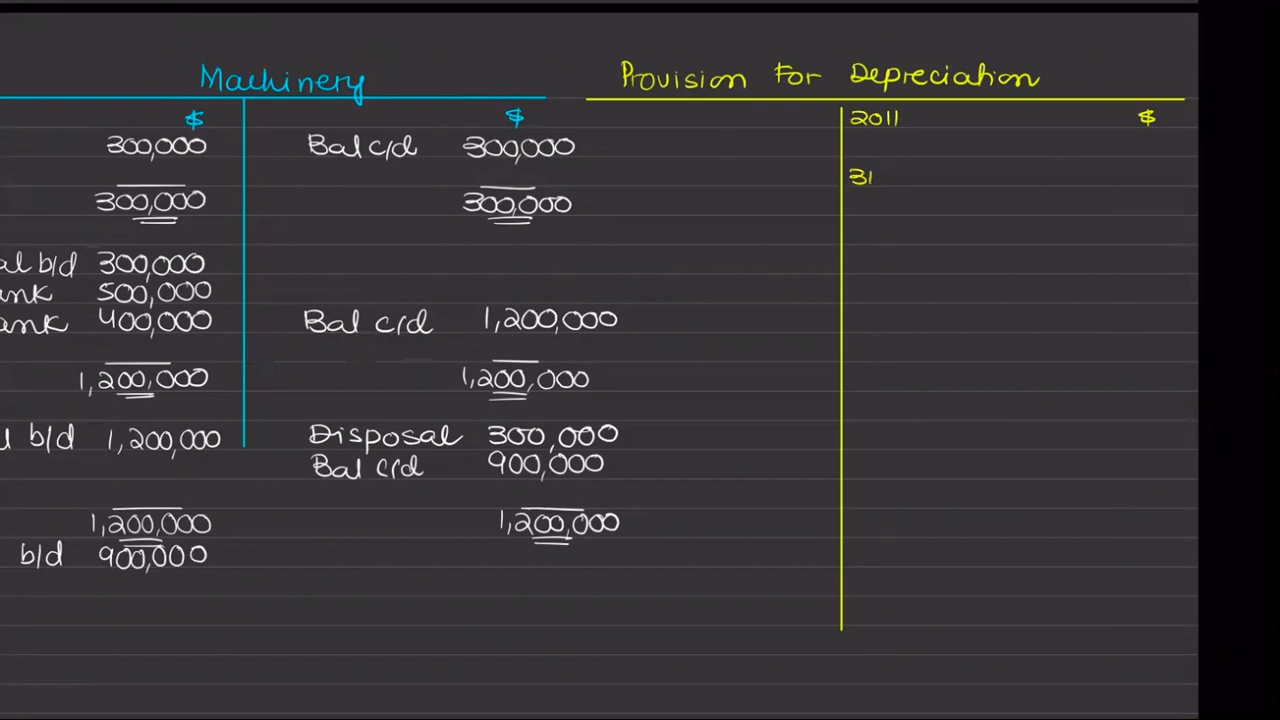 Machinery
$ $
300,000 Bal c/d 300,000
300,000 300,000
al b/d 300,000
ank 500,000
ank 400,000 Bal c/d 1,200,000
1,200,000 1,200,000
b/d 1,200,000 Disposal 300,000
Bal c/d 900,000
1,200,000 1,200,000
b/d 900,000
Provision For Depreciation
2011 $
31